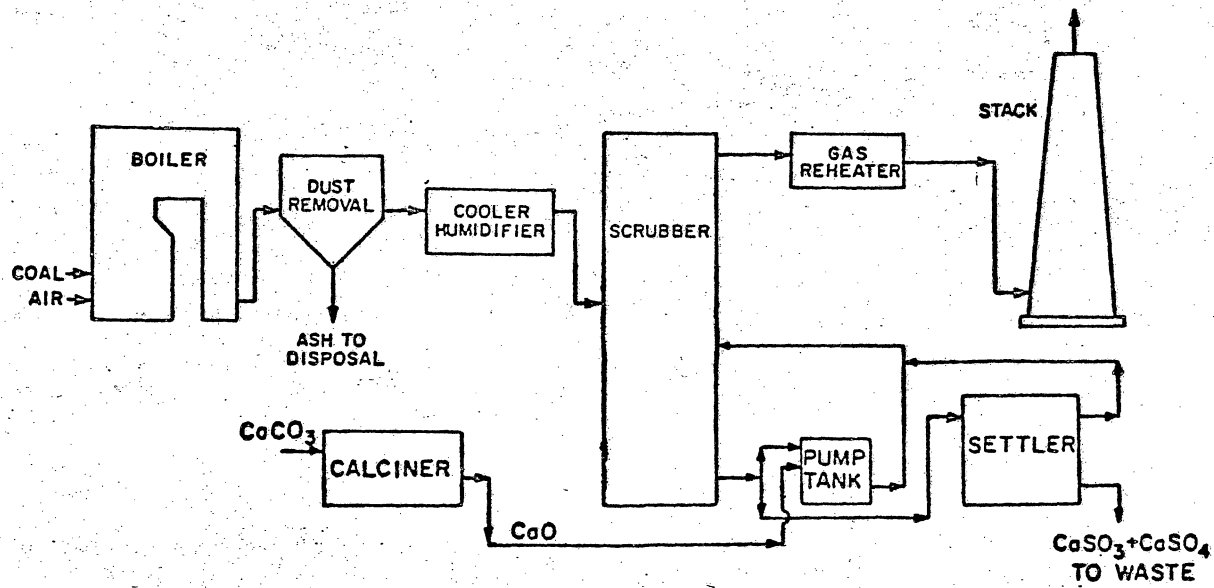 BOILER
COAL
AIR
DUST
REMOVAL
ASH TO
DISPOSAL
COOLER
HUMIDIFIER
SCRUBBER
GAS
REHEATER
STACK
CaCO₃
CALCINER
CaO
PUMP
TANK
SETTLER
CaSO₃+CaSO₄
TO WASTE